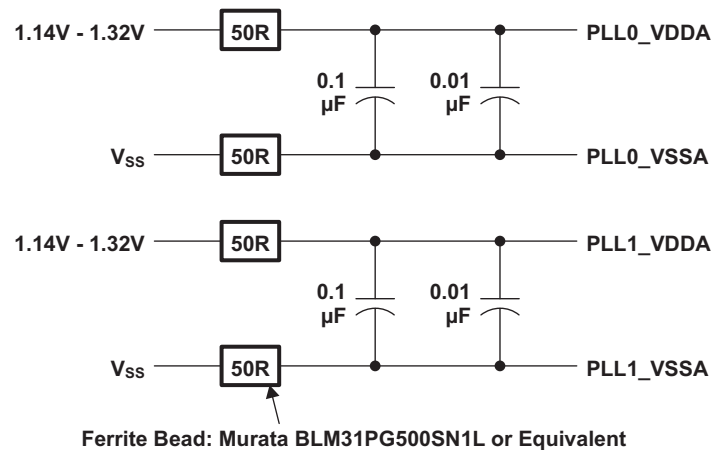 1.14V - 1.32V 50R PLL0_VDDA
0.1 µF 0.01 µF
VSS 50R PLL0_VSSA
1.14V - 1.32V 50R PLL1_VDDA
0.1 µF 0.01 µF
VSS 50R PLL1_VSSA
Ferrite Bead: Murata BLM31PG500SN1L or Equivalent